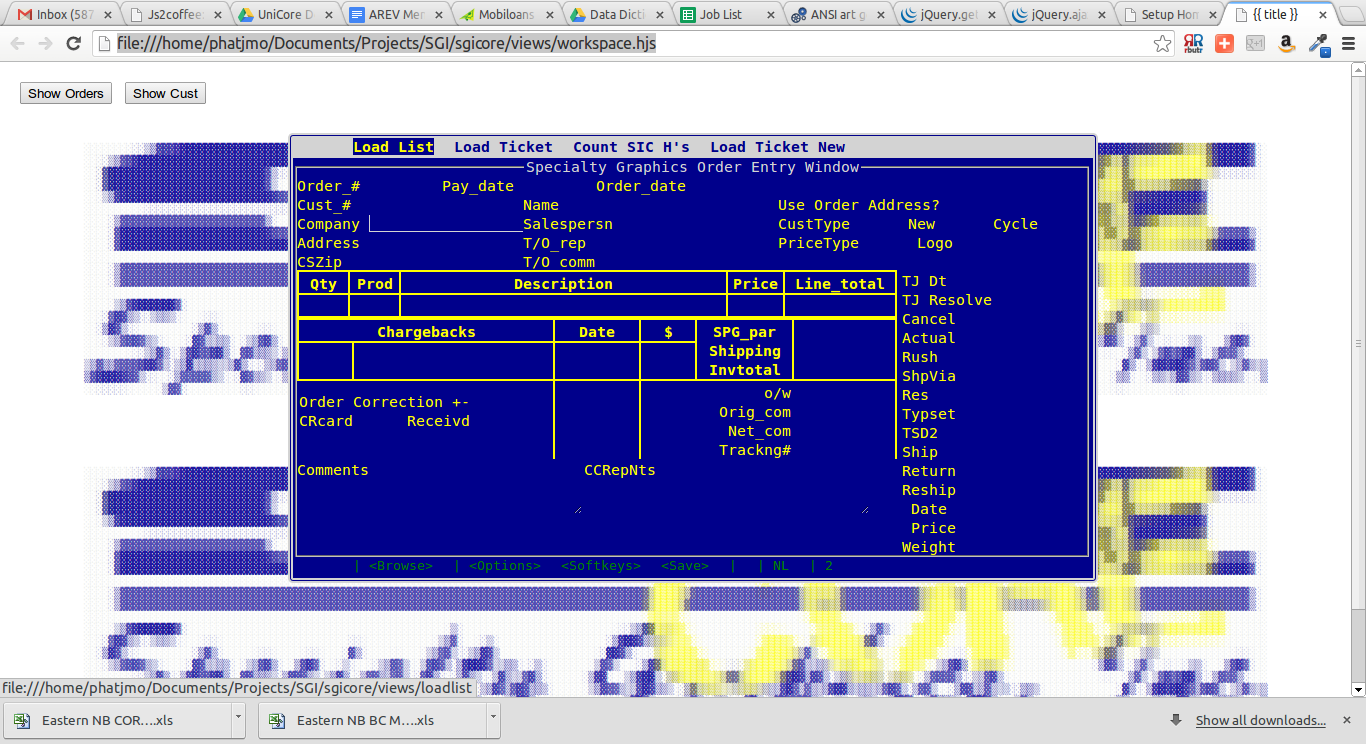 Inbox (587
Js2coffee:
UniCore D
AREV Mem
Mobiloans
Data Dicti
Job List
ANSI art g
jQuery.get
jQuery.aja
Setup Hom
{{ title }}
file:///home/phatjmo/Documents/Projects/SGI/sgicore/views/workspace.hjs
rbutr
Show Orders Show Cust
Load List Load Ticket Count SIC H's Load Ticket New
Specialty Graphics Order Entry Window
Order_# Pay_date Order_date
Cust_# Name Use Order Address?
Company Salespersn CustType New Cycle
Address T/O_rep PriceType Logo
CSZip T/O comm
Qty Prod Description Price Line_total
Chargebacks Date $ SPG_par
Shipping
Invtotal
o/w
Order Correction +-
Orig_com
CRcard Receivd
Net_com
Trackng#
Comments CCRepNts
TJ Dt
TJ Resolve
Cancel
Actual
Rush
ShpVia
Res
Typset
TSD2
Ship
Return
Reship
Date
Price
Weight
| <Browse> | <Options> <Softkeys> <Save> | | NL | 2
file:///home/phatjmo/Documents/Projects/SGI/sgicore/views/loadlist
Eastern NB COR....xls
Eastern NB BC M....xls
Show all downloads...